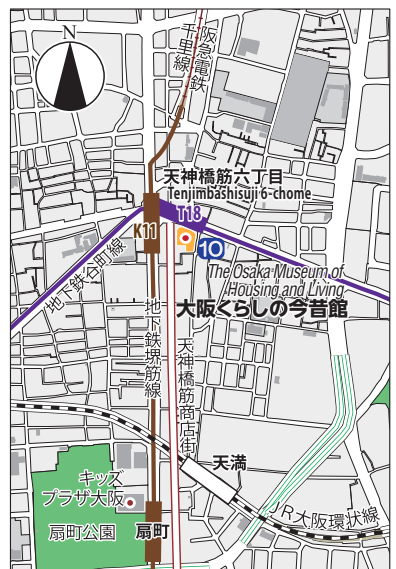 N
阪急電鉄
千里線
天神橋筋六丁目
Tenjimbashisuji 6-chome
T18
K11
10
The Osaka Museum of
Housing and Living
大阪くらしの今昔館
地下鉄谷町線
地下鉄堺筋線
天神橋筋商店街
天満
キッズ
プラザ大阪
扇町公園
扇町
JR大阪環状線